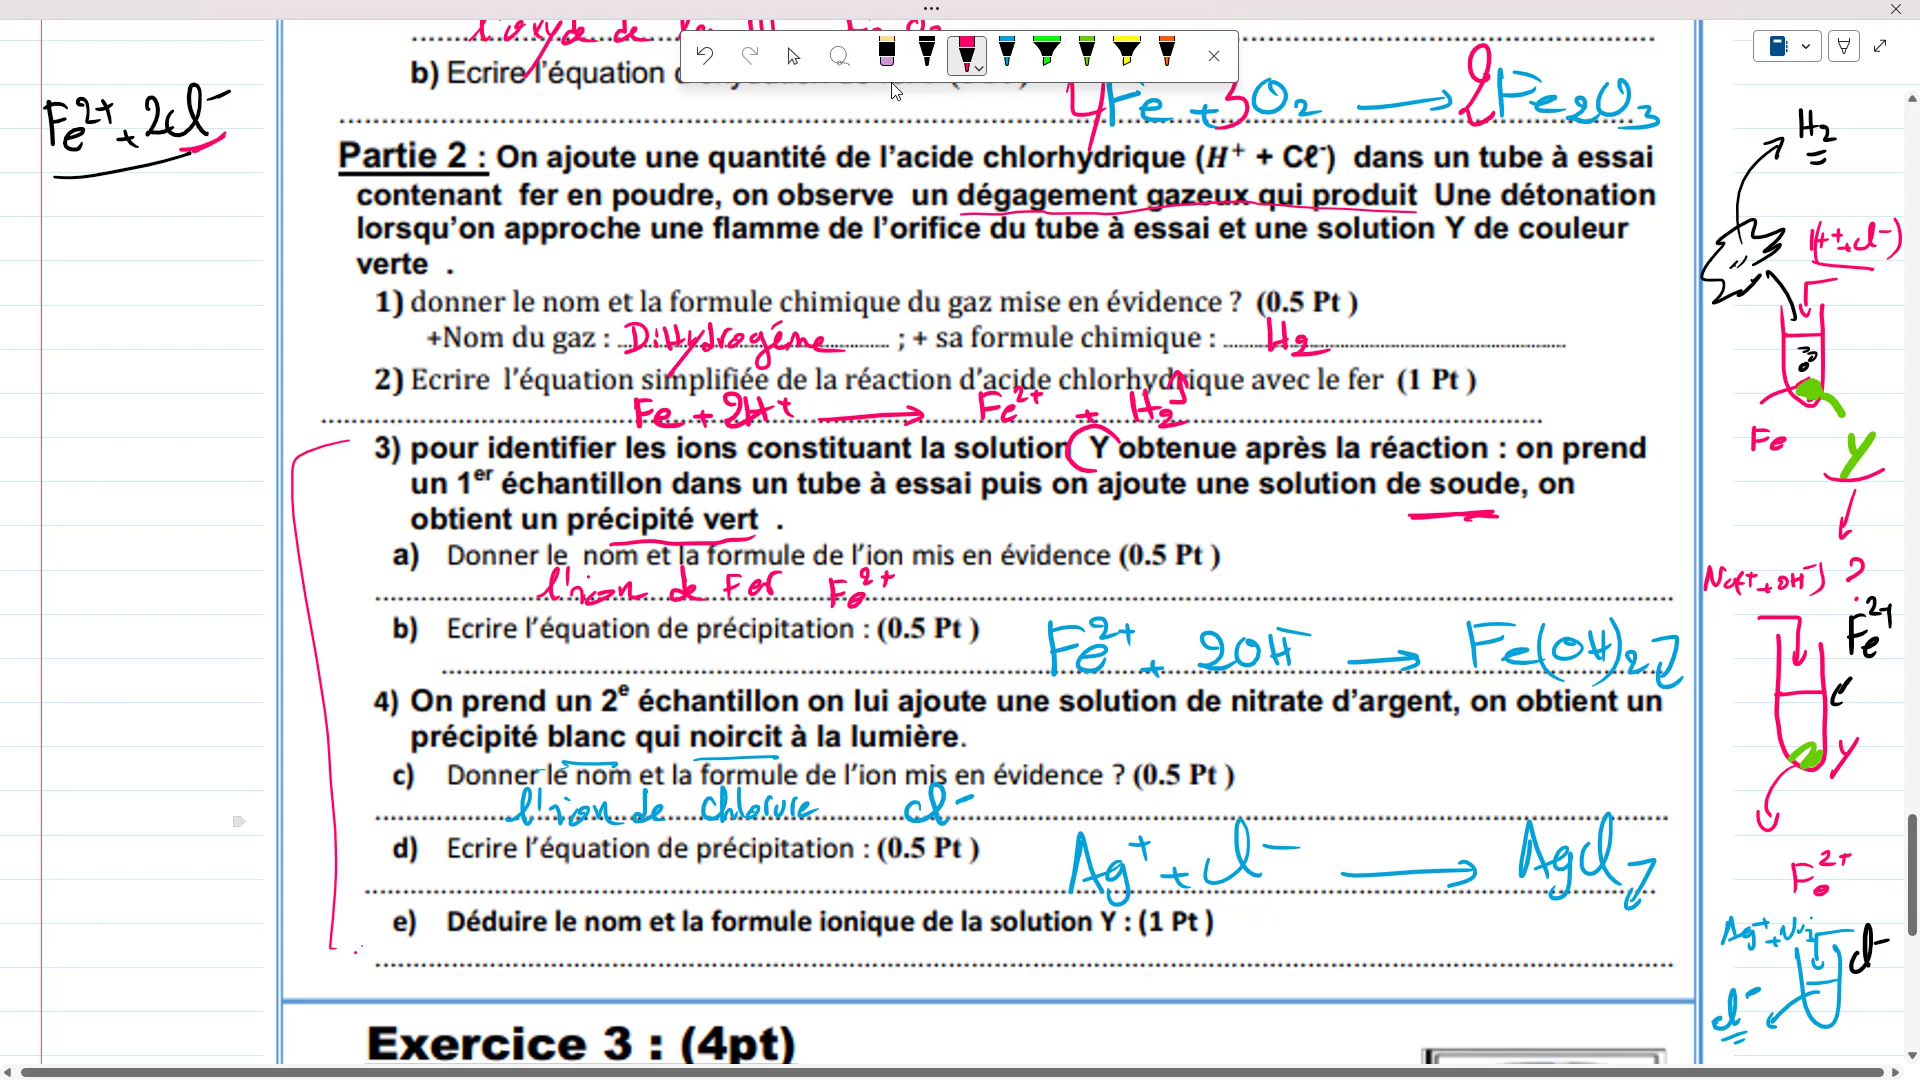 b) Ecrire l'équation
4Fe + 3O2 → 2Fe2O3
Fe2+ + 2Cl-
Partie 2 : On ajoute une quantité de l'acide chlorhydrique (H+ + Cℓ-) dans un tube à essai
contenant fer en poudre, on observe un dégagement gazeux qui produit Une détonation
lorsqu'on approche une flamme de l'orifice du tube à essai et une solution Y de couleur
verte .
1) donner le nom et la formule chimique du gaz mise en évidence ? (0.5 Pt )
+Nom du gaz : DiHydrogéne ; + sa formule chimique : H2
2) Ecrire l'équation simplifiée de la réaction d'acide chlorhydrique avec le fer (1 Pt )
Fe + 2H+ → Fe2+ + H2↑
3) pour identifier les ions constituant la solution Y obtenue après la réaction : on prend
un 1er échantillon dans un tube à essai puis on ajoute une solution de soude, on
obtient un précipité vert .
a) Donner le nom et la formule de l'ion mis en évidence (0.5 Pt )
l'ion de Fer Fe2+
b) Ecrire l'équation de précipitation : (0.5 Pt )
Fe2+ + 2OH- → Fe(OH)2↓
4) On prend un 2e échantillon on lui ajoute une solution de nitrate d'argent, on obtient un
précipité blanc qui noircit à la lumière.
c) Donner le nom et la formule de l'ion mis en évidence ? (0.5 Pt )
l'ion de chlorure Cl-
d) Ecrire l'équation de précipitation : (0.5 Pt )
Ag+ + Cl- → AgCl↓
e) Déduire le nom et la formule ionique de la solution Y : (1 Pt )
Exercice 3 : (4pt)
H2
(H+ + Cl-)
Fe
Y
?
Fe2+
Y
Fe2+
Cl-
Cl-